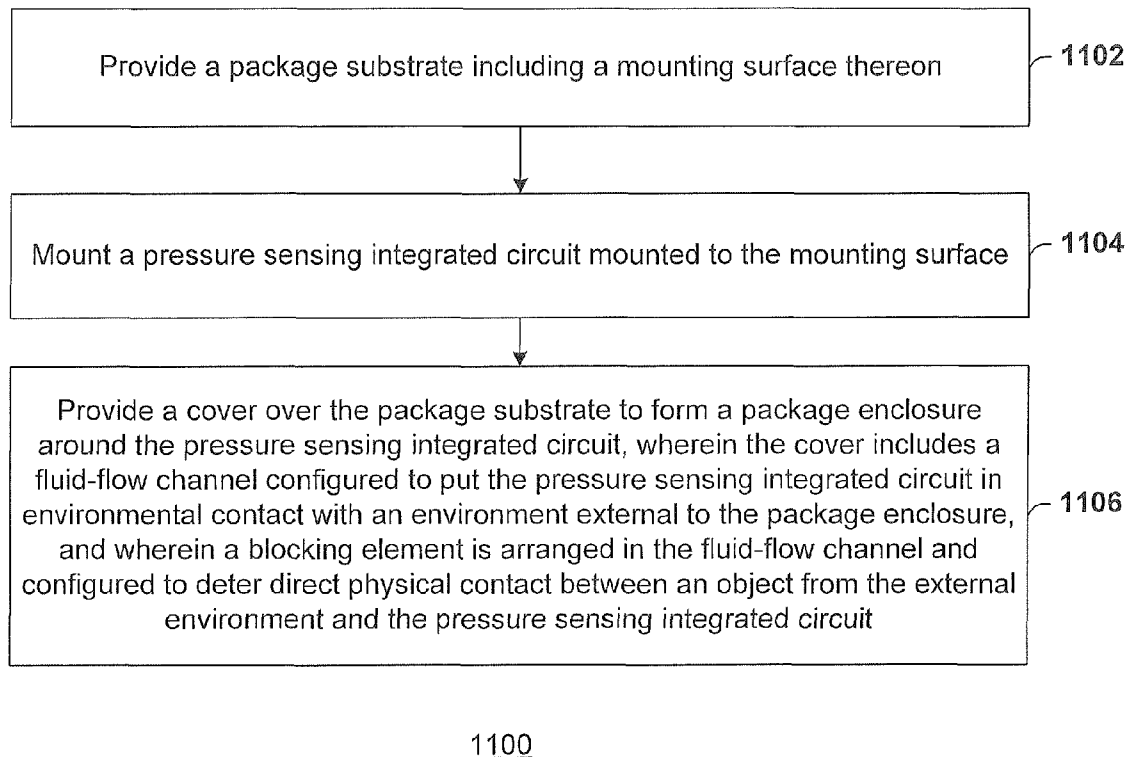 Provide a package substrate including a mounting surface thereon
1102
Mount a pressure sensing integrated circuit mounted to the mounting surface
1104
Provide a cover over the package substrate to form a package enclosure
around the pressure sensing integrated circuit, wherein the cover includes a
fluid-flow channel configured to put the pressure sensing integrated circuit in
environmental contact with an environment external to the package enclosure,
and wherein a blocking element is arranged in the fluid-flow channel and
configured to deter direct physical contact between an object from the external
environment and the pressure sensing integrated circuit
1106
1100